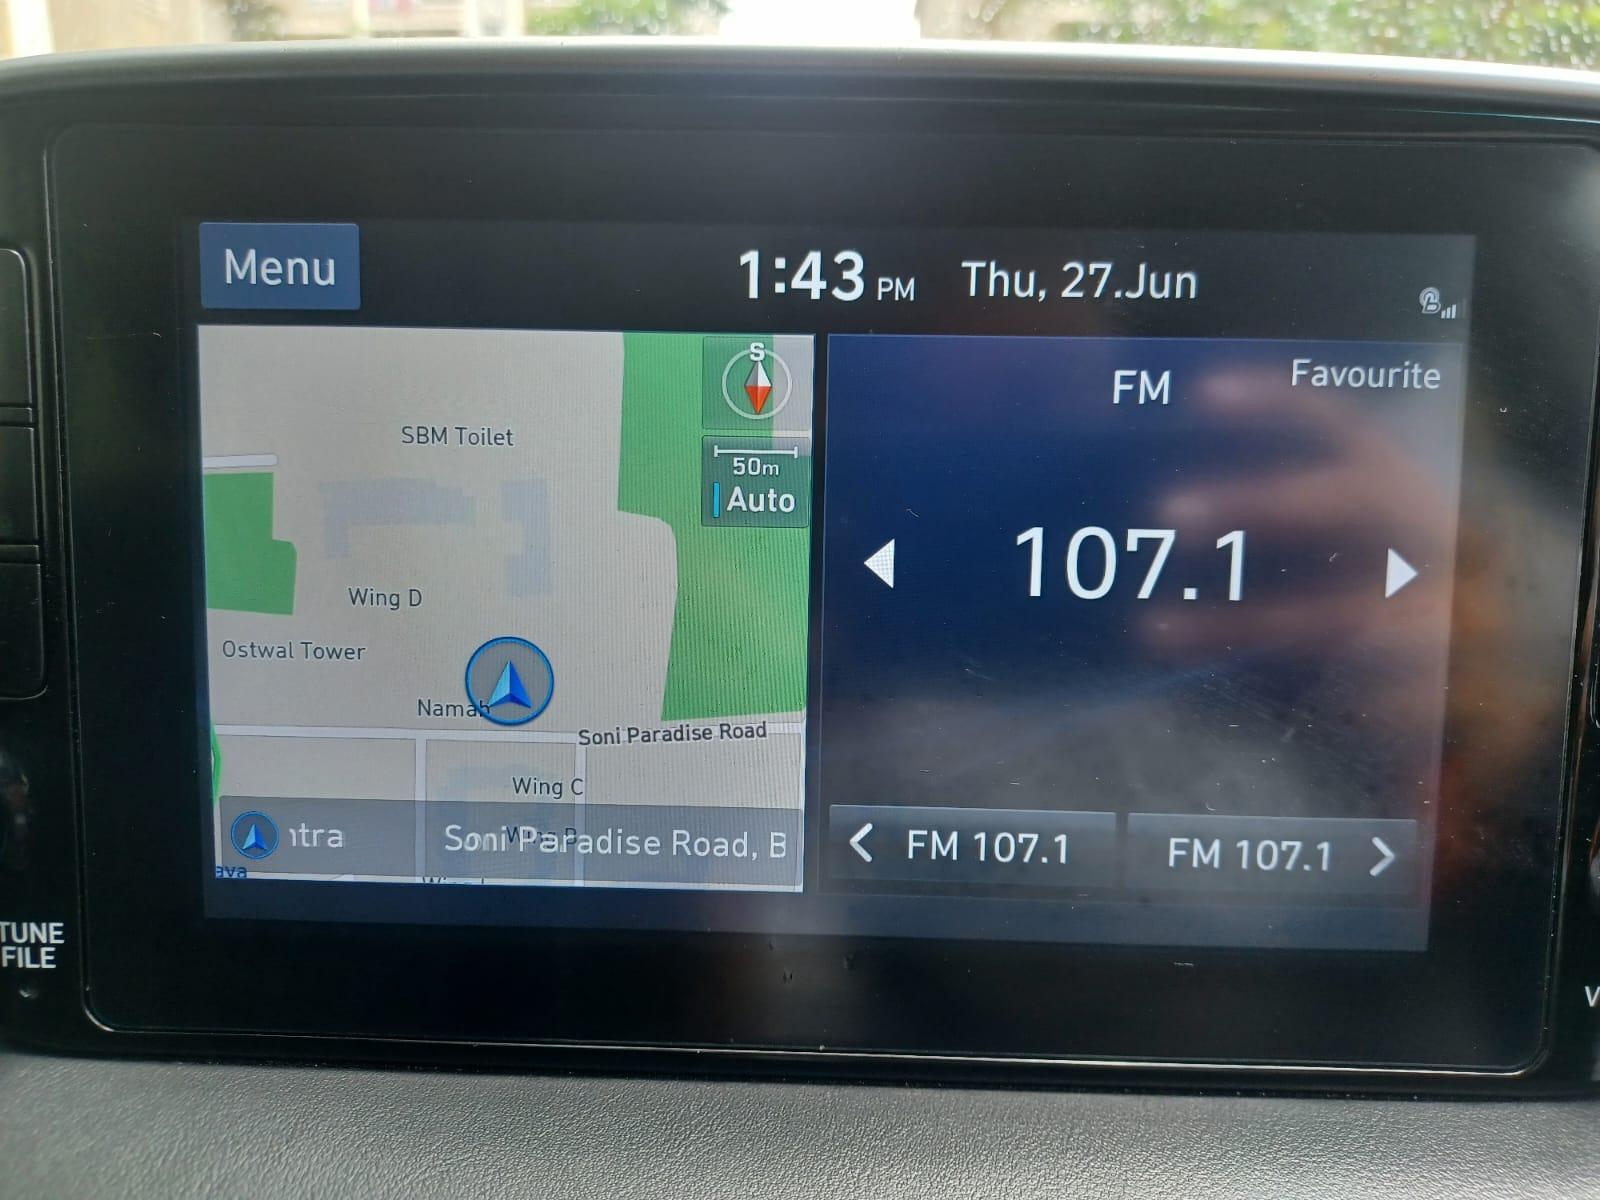 Menu
1:43 PM Thu, 27.Jun
S
50m
Auto
SBM Toilet
Wing D
Ostwal Tower
Namah
Soni Paradise Road
Wing C
Soni Paradise Road, B
FM
Favourite
107.1
FM 107.1
FM 107.1
TUNE
FILE